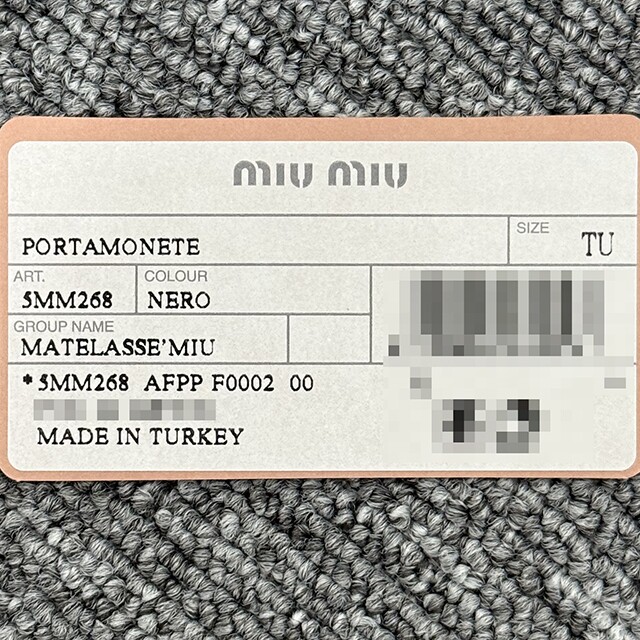 miu miu
PORTAMONETE
SIZE
TU
ART.
5MM268
COLOUR
NERO
GROUP NAME
MATELASSE'MIU
*5MM268 AFPP F0002 00
MADE IN TURKEY